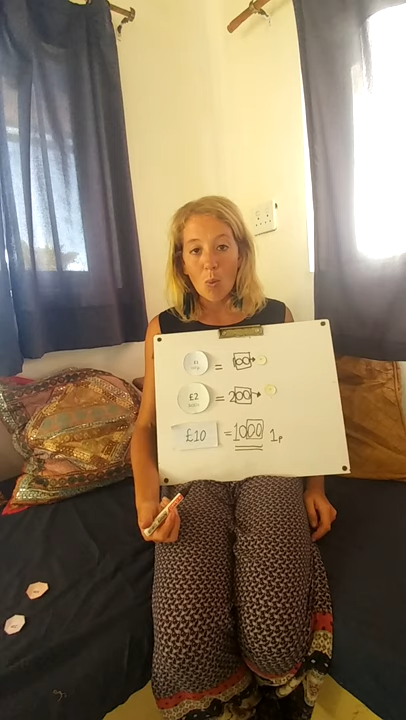 £1 = 100 →
£2 = 200 →
£10 = 1000 1p